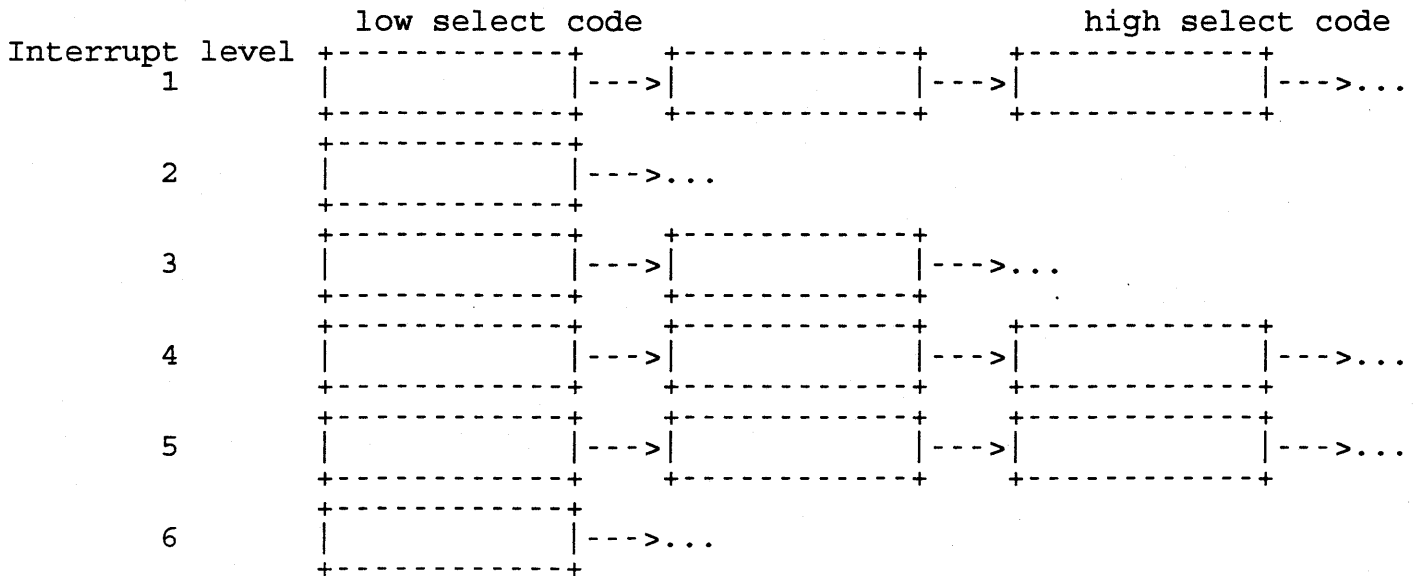 low select code high select code
Interrupt level +------------+ +------------+ +------------+
1 | |--->| |--->| |--->...
+------------+ +------------+ +------------+
+------------+
2 | |--->...
+------------+
+------------+ +------------+
3 | |--->| |--->...
+------------+ +------------+
+------------+ +------------+ +------------+
4 | |--->| |--->| |--->...
+------------+ +------------+ +------------+
+------------+ +------------+ +------------+
5 | |--->| |--->| |--->...
+------------+ +------------+ +------------+
+------------+
6 | |--->...
+------------+